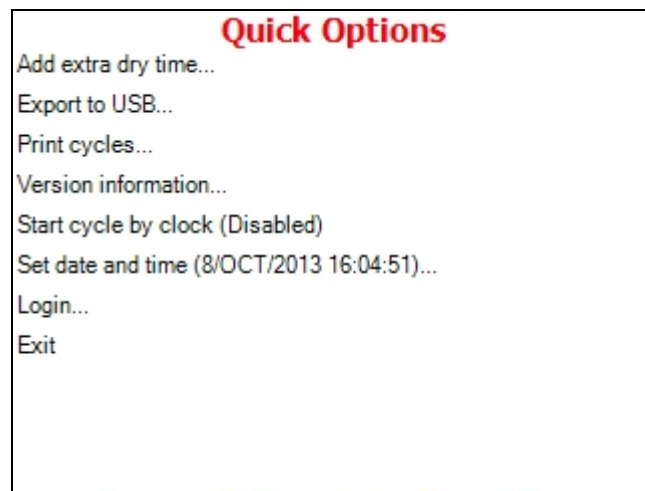 Quick Options
Add extra dry time...
Export to USB...
Print cycles...
Version information...
Start cycle by clock (Disabled)
Set date and time (8/OCT/2013 16:04:51)...
Login...
Exit